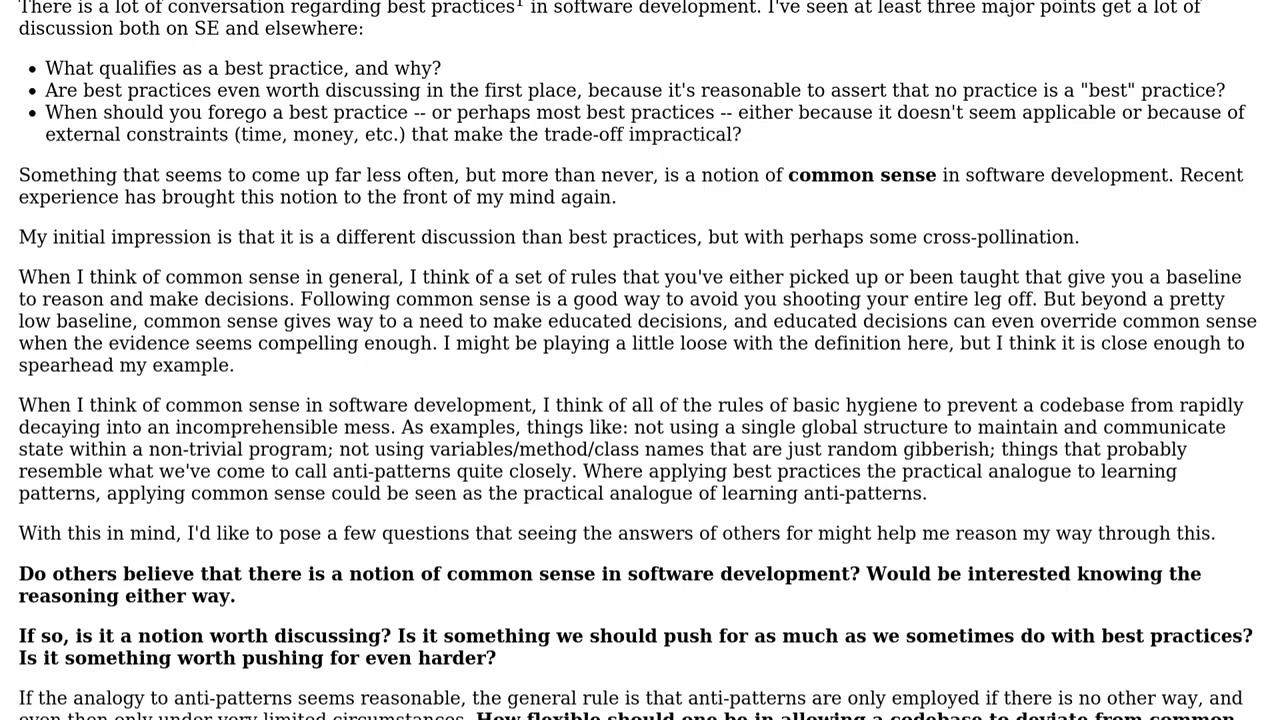 There is a lot of conversation regarding best practices¹ in software development. I've seen at least three major points get a lot of
discussion both on SE and elsewhere:
• What qualifies as a best practice, and why?
• Are best practices even worth discussing in the first place, because it's reasonable to assert that no practice is a "best" practice?
• When should you forego a best practice -- or perhaps most best practices -- either because it doesn't seem applicable or because of
external constraints (time, money, etc.) that make the trade-off impractical?
Something that seems to come up far less often, but more than never, is a notion of common sense in software development. Recent
experience has brought this notion to the front of my mind again.
My initial impression is that it is a different discussion than best practices, but with perhaps some cross-pollination.
When I think of common sense in general, I think of a set of rules that you've either picked up or been taught that give you a baseline
to reason and make decisions. Following common sense is a good way to avoid you shooting your entire leg off. But beyond a pretty
low baseline, common sense gives way to a need to make educated decisions, and educated decisions can even override common sense
when the evidence seems compelling enough. I might be playing a little loose with the definition here, but I think it is close enough to
spearhead my example.
When I think of common sense in software development, I think of all of the rules of basic hygiene to prevent a codebase from rapidly
decaying into an incomprehensible mess. As examples, things like: not using a single global structure to maintain and communicate
state within a non-trivial program; not using variables/method/class names that are just random gibberish; things that probably
resemble what we've come to call anti-patterns quite closely. Where applying best practices the practical analogue to learning
patterns, applying common sense could be seen as the practical analogue of learning anti-patterns.
With this in mind, I'd like to pose a few questions that seeing the answers of others for might help me reason my way through this.
Do others believe that there is a notion of common sense in software development? Would be interested knowing the
reasoning either way.
If so, is it a notion worth discussing? Is it something we should push for as much as we sometimes do with best practices?
Is it something worth pushing for even harder?
If the analogy to anti-patterns seems reasonable, the general rule is that anti-patterns are only employed if there is no other way, and
even then only under very limited circumstances. How flexible should one be in allowing a codebase to deviate from common